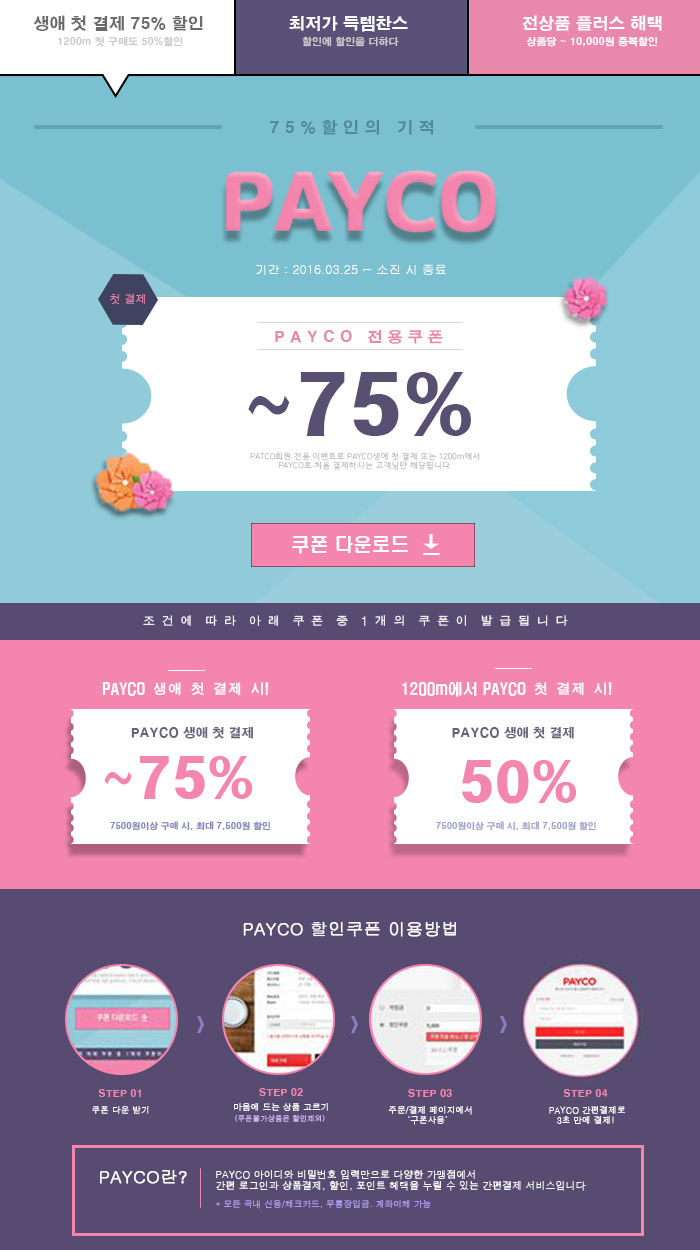 생애 첫 결제 75% 할인
1200m 첫 구매도 50%할인
최저가 득템찬스
할인에 할인을 더하다
전상품 플러스 혜택
상품당 ~ 10,000원 중복할인
75%할인의 기적
PAYCO
기간 : 2016.03.25 – 소진 시 종료
첫 결제
PAYCO 전용쿠폰
~75%
PATCO회원 전용 이벤트로 PAYCO생애 첫 결제 또는 1200m에서
PAYCO로 처음 결제하시는 고객님만 해당됩니다.
쿠폰 다운로드
조건에 따라 아래 쿠폰 중 1개의 쿠폰이 발급됩니다
PAYCO 생애 첫 결제 시!
1200m에서 PAYCO 첫 결제 시!
PAYCO 생애 첫 결제
~75%
7500원이상 구매 시, 최대 7,500원 할인
PAYCO 생애 첫 결제
50%
7500원이상 구매 시, 최대 7,500원 할인
PAYCO 할인쿠폰 이용방법
쿠폰 다운로드
할인쿠폰
PAYCO
STEP 01
쿠폰 다운 받기
STEP 02
마음에 드는 상품 고르기
(쿠폰불가상품은 할인제외)
STEP 03
주문/결제 페이지에서
'쿠폰사용'
STEP 04
PAYCO 간편결제로
3초 만에 결제!
PAYCO란?
PAYCO 아이디와 비밀번호 입력만으로 다양한 가맹점에서
간편 로그인과 상품결제, 할인, 포인트 혜택을 누릴 수 있는 간편결제 서비스입니다
* 모든 국내 신용/체크카드, 무통장입금. 계좌이체 가능